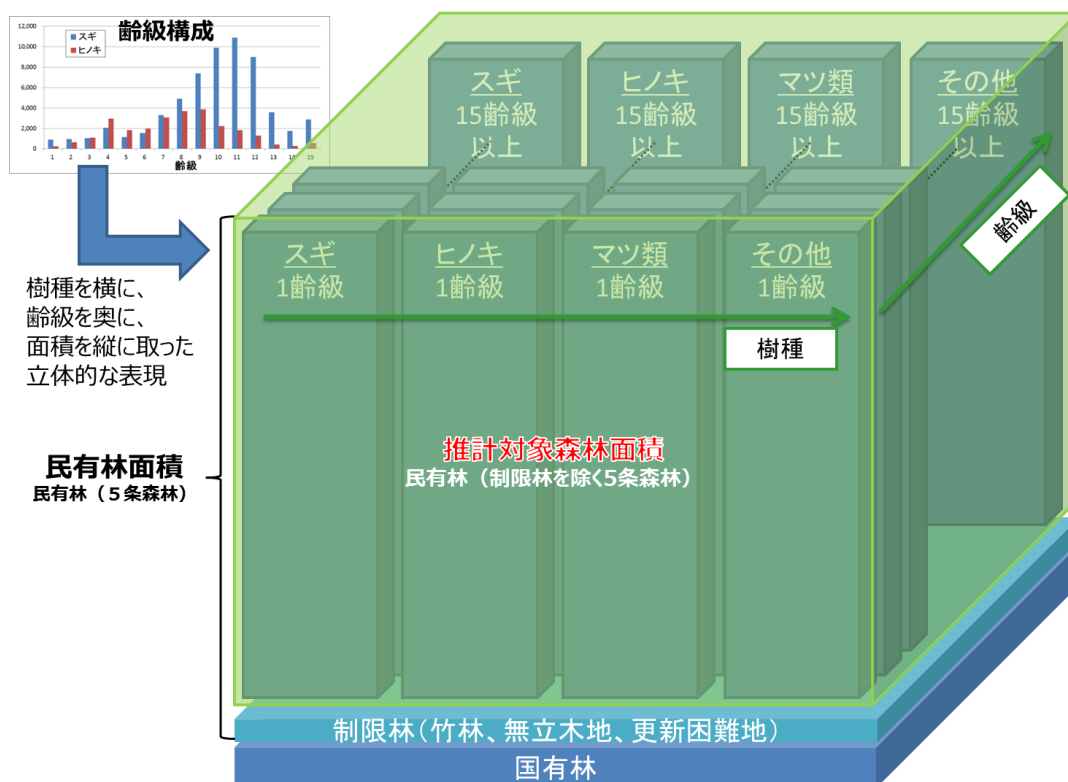 齢級構成
スギ
ヒノキ
12,000
10,000
8,000
6,000
4,000
2,000
0
1 2 3 4 5 6 7 8 9 10 11 12 13 14 15
齢級
スギ
15齢級
以上
ヒノキ
15齢級
以上
マツ類
15齢級
以上
その他
15齢級
以上
齢級
スギ
1齢級
ヒノキ
1齢級
マツ類
1齢級
その他
1齢級
樹種
樹種を横に、
齢級を奥に、
面積を縦に取った
立体的な表現
民有林面積
民有林（５条森林）
推計対象森林面積
民有林（制限林を除く5条森林）
制限林（竹林、無立木地、更新困難地）
国有林